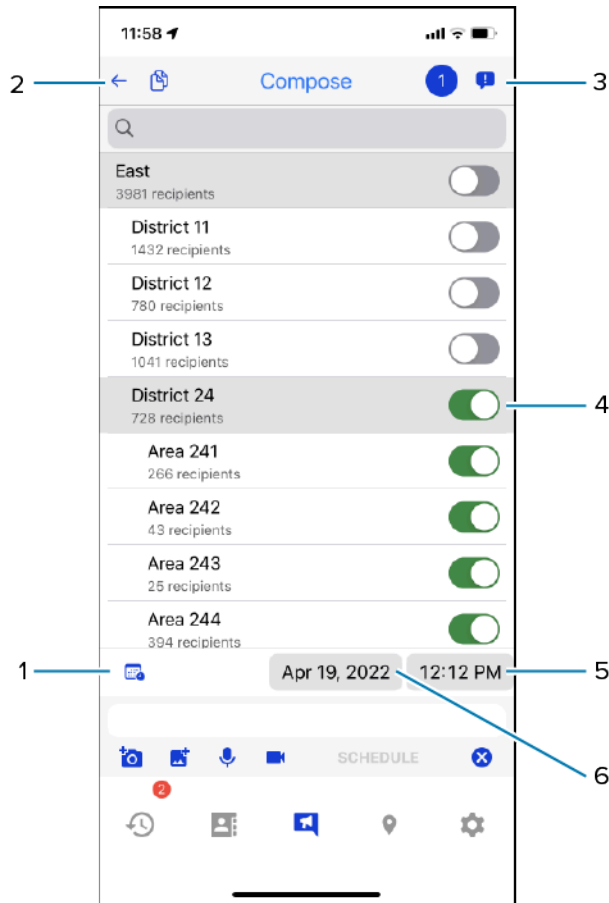 11:58
2
Compose
1
3
East
3981 recipients
District 11
1432 recipients
District 12
780 recipients
District 13
1041 recipients
District 24
728 recipients
4
Area 241
266 recipients
Area 242
43 recipients
Area 243
25 recipients
Area 244
394 recipients
1
Apr 19, 2022
12:12 PM
5
SCHEDULE
6
2